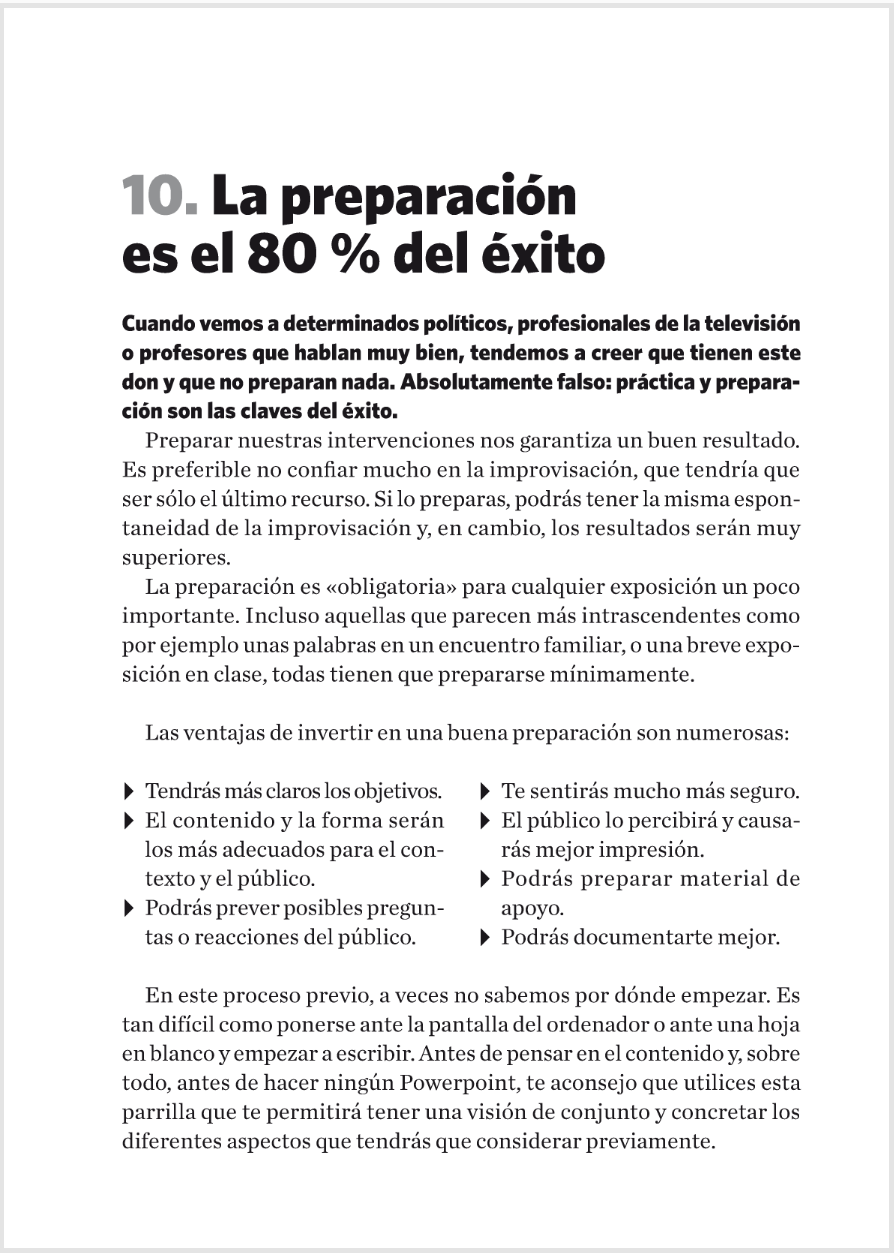 10. La preparación
es el 80 % del éxito
Cuando vemos a determinados políticos, profesionales de la televisión
o profesores que hablan muy bien, tendemos a creer que tienen este
don y que no preparan nada. Absolutamente falso: práctica y prepara-
ción son las claves del éxito.
Preparar nuestras intervenciones nos garantiza un buen resultado.
Es preferible no confiar mucho en la improvisación, que tendría que
ser sólo el último recurso. Si lo preparas, podrás tener la misma espon-
taneidad de la improvisación y, en cambio, los resultados serán muy
superiores.
La preparación es «obligatoria» para cualquier exposición un poco
importante. Incluso aquellas que parecen más intrascendentes como
por ejemplo unas palabras en un encuentro familiar, o una breve expo-
sición en clase, todas tienen que prepararse mínimamente.
Las ventajas de invertir en una buena preparación son numerosas:
Tendrás más claros los objetivos.
El contenido y la forma serán
los más adecuados para el con-
texto y el público.
Podrás prever posibles pregun-
tas o reacciones del público.
Te sentirás mucho más seguro.
El público lo percibirá y causa-
rás mejor impresión.
Podrás preparar material de
apoyo.
Podrás documentarte mejor.
En este proceso previo, a veces no sabemos por dónde empezar. Es
tan difícil como ponerse ante la pantalla del ordenador o ante una hoja
en blanco y empezar a escribir. Antes de pensar en el contenido y, sobre
todo, antes de hacer ningún Powerpoint, te aconsejo que utilices esta
parrilla que te permitirá tener una visión de conjunto y concretar los
diferentes aspectos que tendrás que considerar previamente.